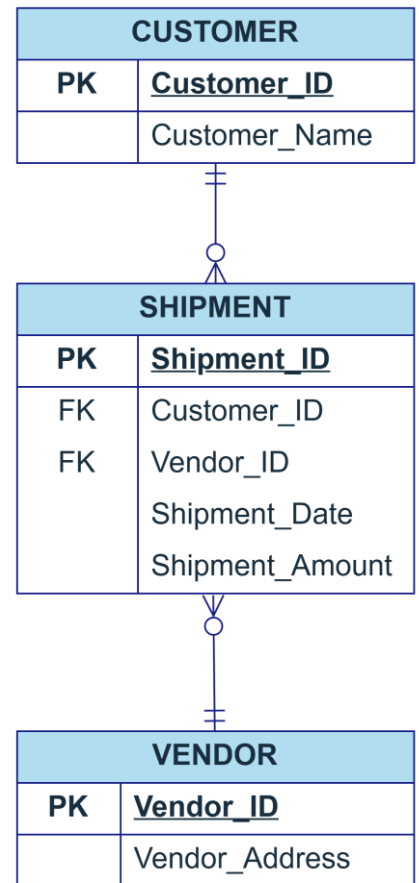 CUSTOMER
PK Customer_ID
Customer_Name
SHIPMENT
PK Shipment_ID
FK Customer_ID
FK Vendor_ID
Shipment_Date
Shipment_Amount
VENDOR
PK Vendor_ID
Vendor_Address